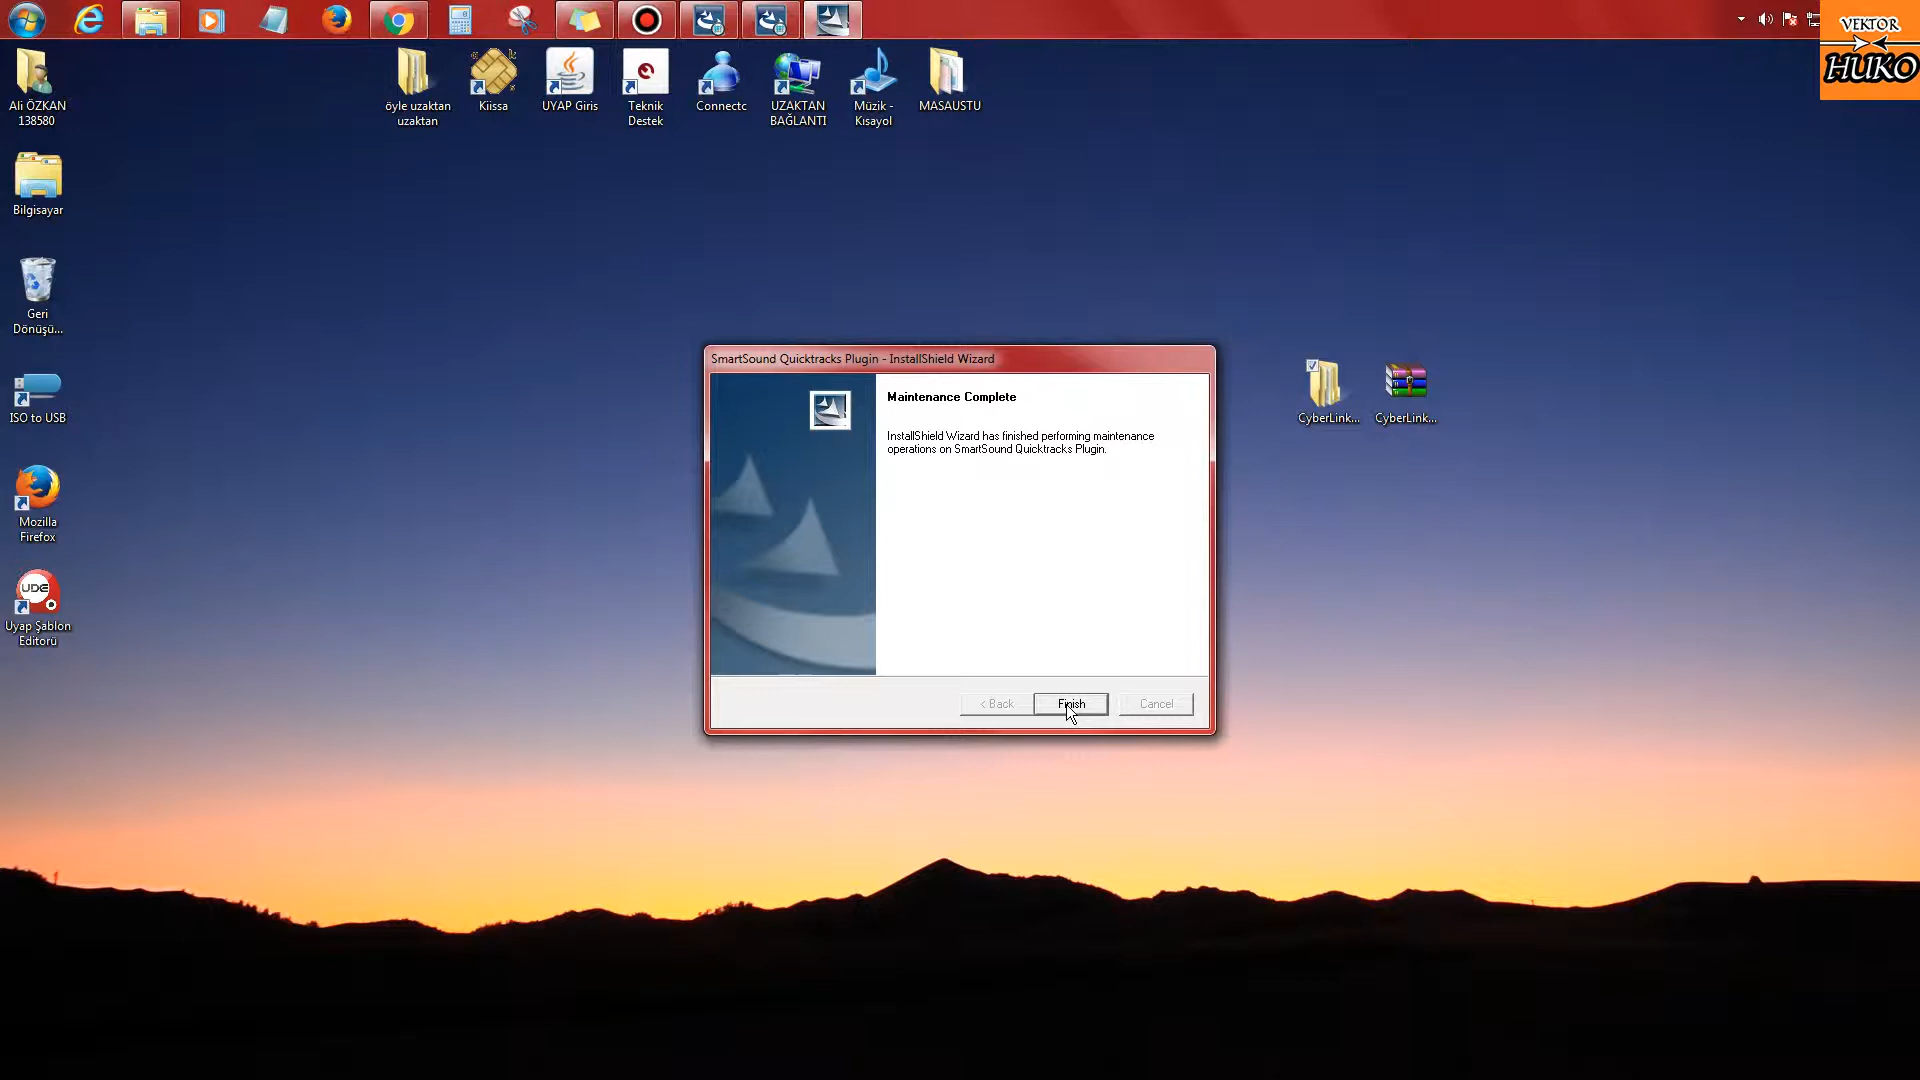 VEKTOR
HUKO
Ali ÖZKAN
138580
öyle uzaktan
uzaktan
Kiissa
UYAP Giris
Teknik
Destek
Connectc
UZAKTAN
BAĞLANTI
Müzik -
Kısayol
MASAUSTU
Bilgisayar
Geri
Dönüşü...
ISO to USB
Mozilla
Firefox
UDE
Uyap Şablon
Editorü
SmartSound Quicktracks Plugin - InstallShield Wizard
Maintenance Complete
InstallShield Wizard has finished performing maintenance
operations on SmartSound Quicktracks Plugin.
< Back
Finish
Cancel
CyberLink...
CyberLink...